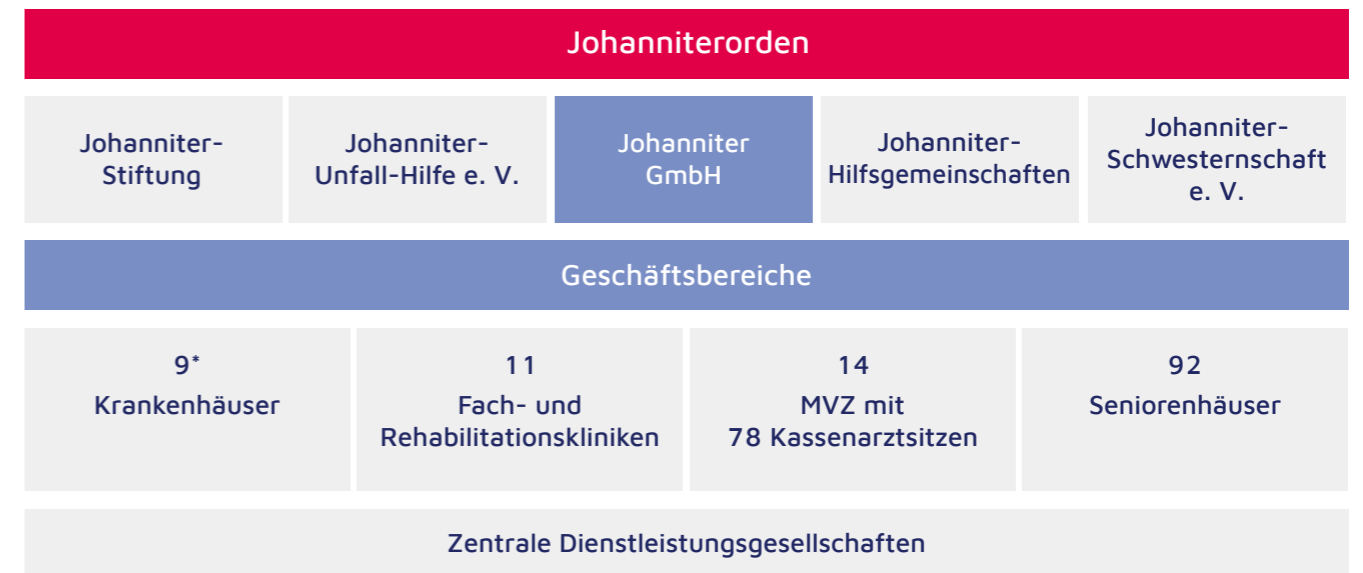 Johanniterorden
Johanniter-
Stiftung
Johanniter-
Unfall-Hilfe e. V.
Johanniter
GmbH
Johanniter-
Hilfsgemeinschaften
Johanniter-
Schwesternschaft
e. V.
Geschäftsbereiche
9*
Krankenhäuser
11
Fach- und
Rehabilitationskliniken
14
MVZ mit
78 Kassenarztsitzen
92
Seniorenhäuser
Zentrale Dienstleistungsgesellschaften